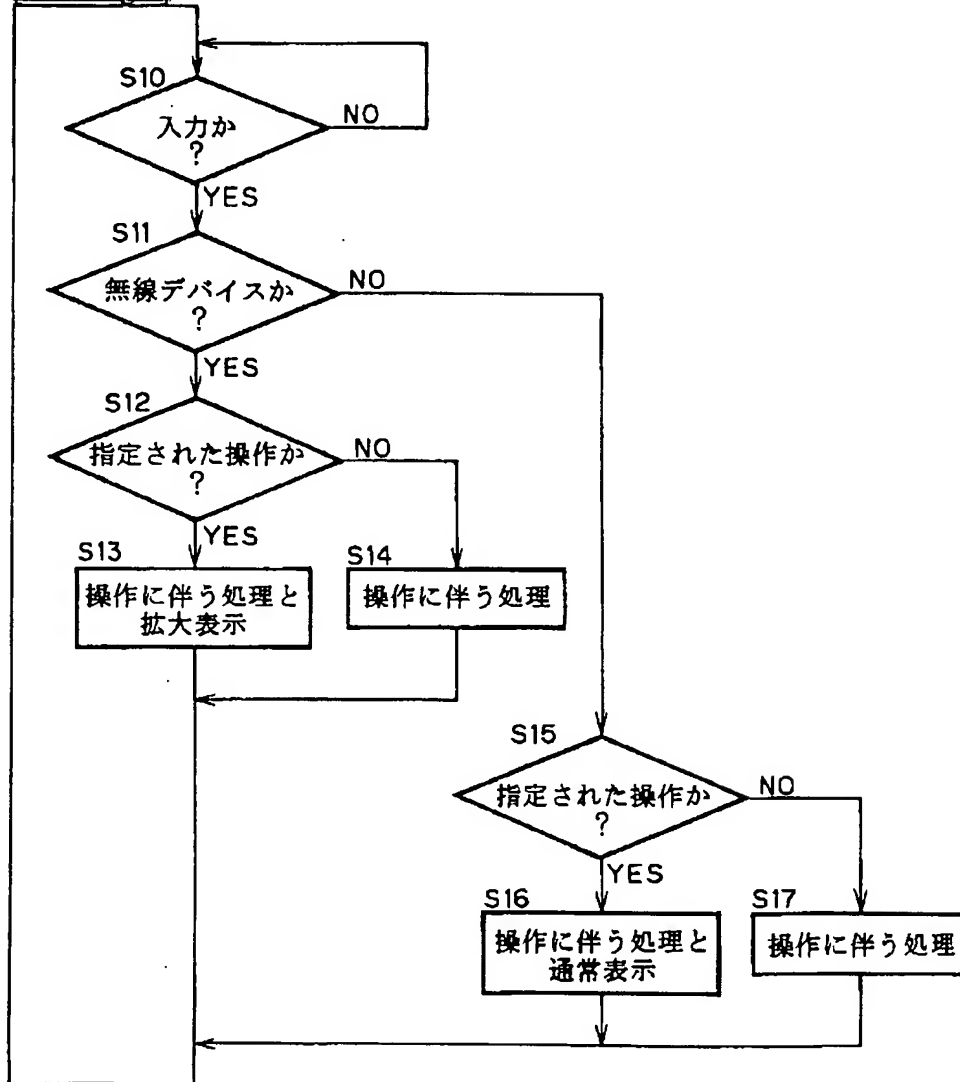 S10
入力か
?
NO
YES
S11
無線デバイスか
?
NO
YES
S12
指定された操作か
?
NO
YES
S13
操作に伴う処理と
拡大表示
S14
操作に伴う処理
S15
指定された操作か
?
NO
YES
S16
操作に伴う処理と
通常表示
S17
操作に伴う処理